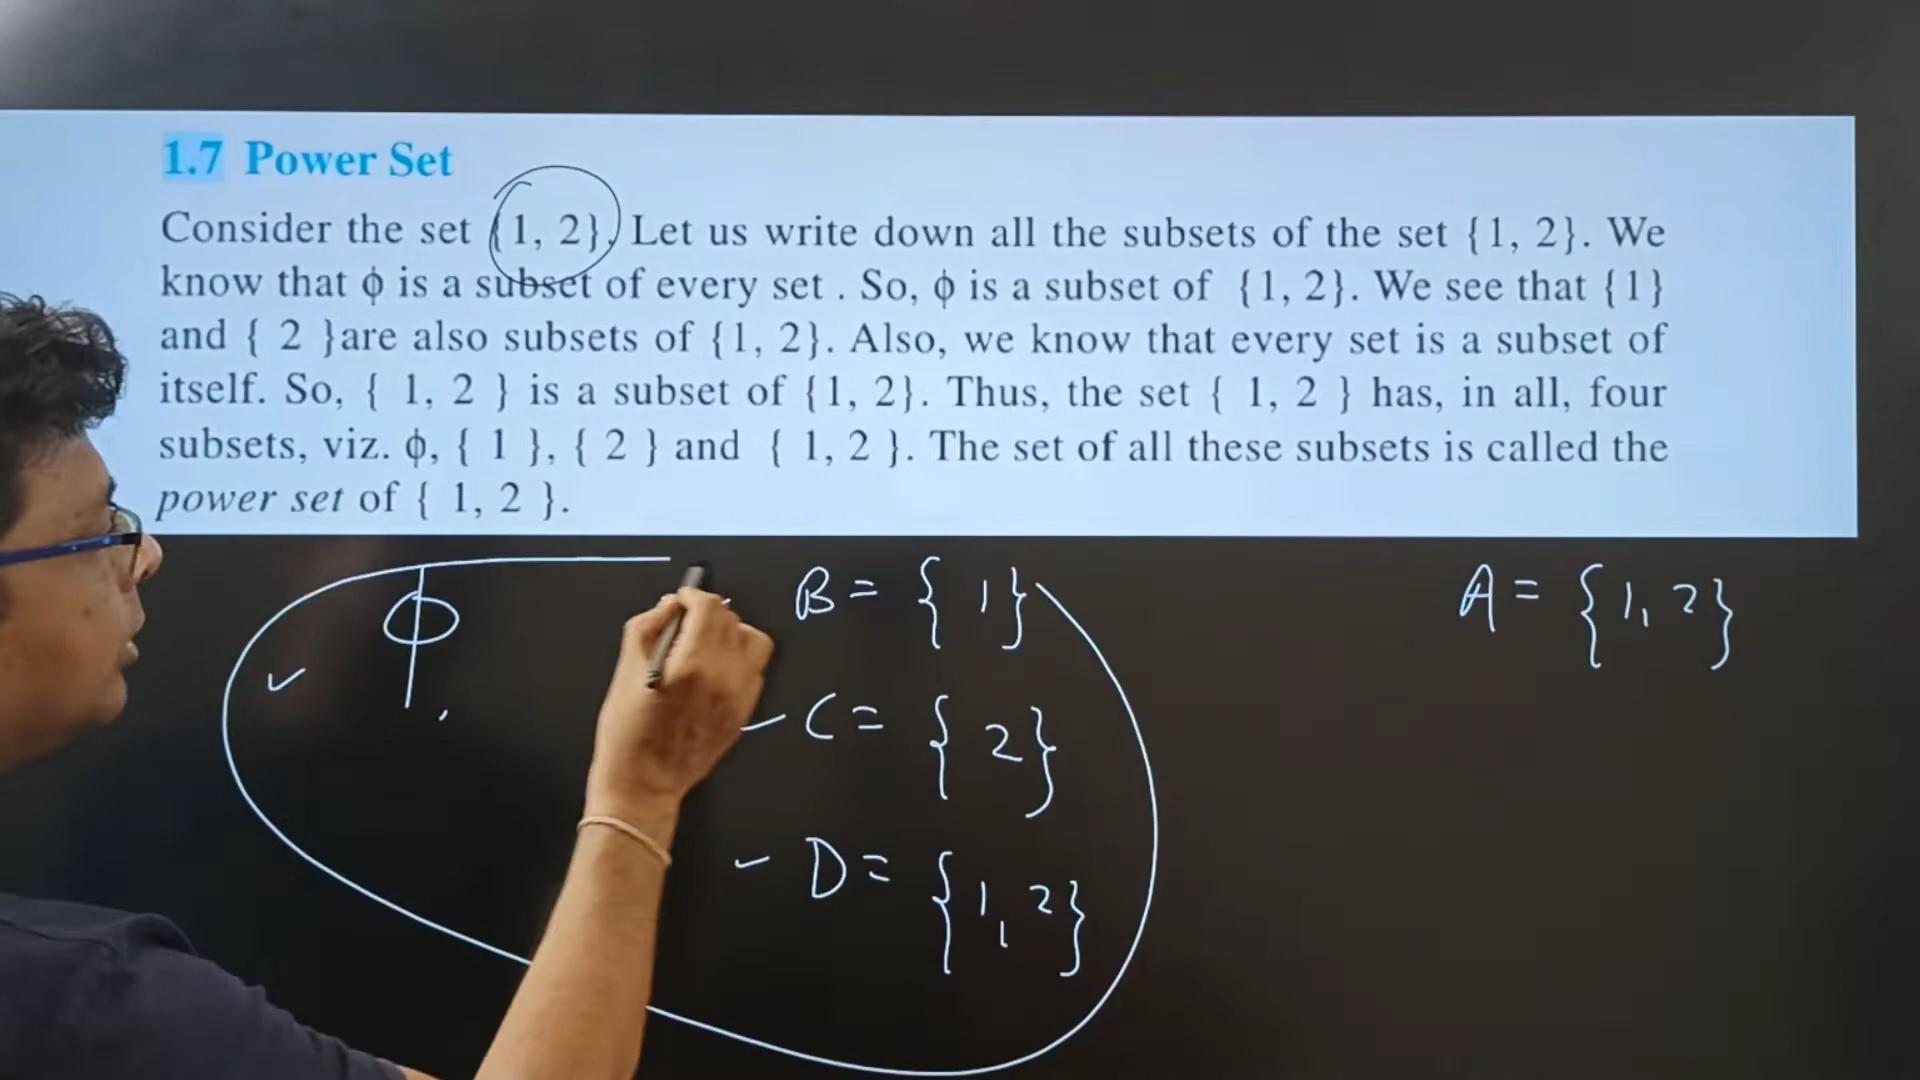 1.7 Power Set
Consider the set {1, 2}. Let us write down all the subsets of the set {1, 2}. We
know that ϕ is a subset of every set . So, ϕ is a subset of {1, 2}. We see that {1}
and { 2 }are also subsets of {1, 2}. Also, we know that every set is a subset of
itself. So, { 1, 2 } is a subset of {1, 2}. Thus, the set { 1, 2 } has, in all, four
subsets, viz. ϕ, { 1 }, { 2 } and { 1, 2 }. The set of all these subsets is called the
power set of { 1, 2 }.
ϕ, B = { 1} A = {1, 2}
C = { 2}
D = {1, 2}